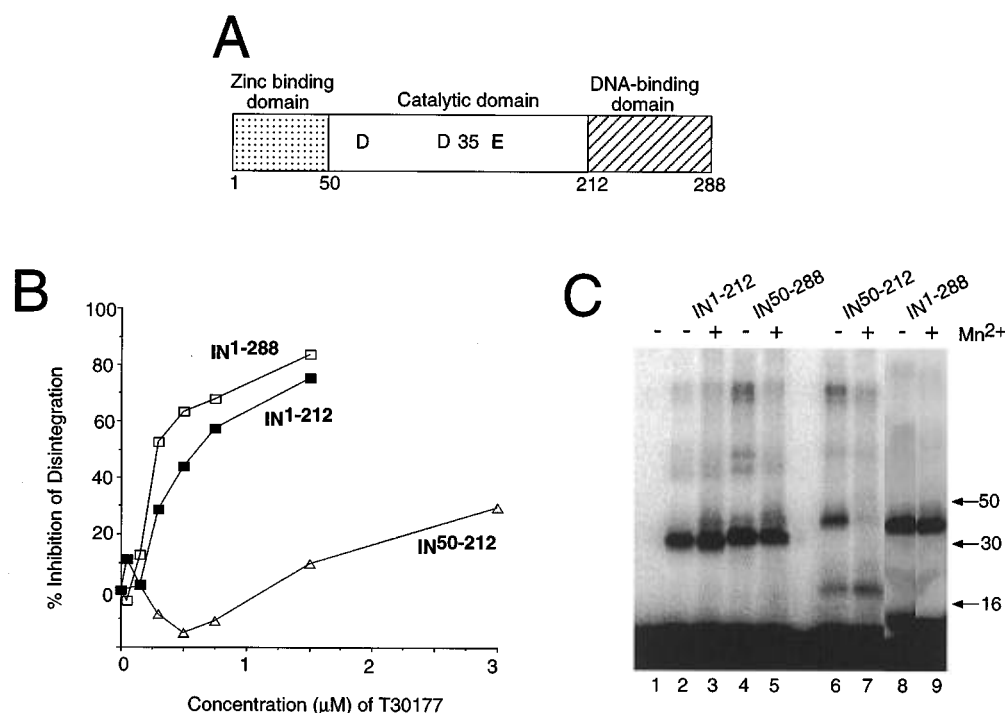 A
Zinc binding domain
Catalytic domain
DNA-binding domain
D D 35 E
1 50 212 288
B
% Inhibition of Disintegration
100
80
60
40
20
0
IN1-288
IN1-212
IN50-212
0 1 2 3
Concentration (µM) of T30177
C
IN1-212 IN50-288 IN50-212 IN1-288
- - + - + - + - + Mn2+
50
30
16
1 2 3 4 5 6 7 8 9